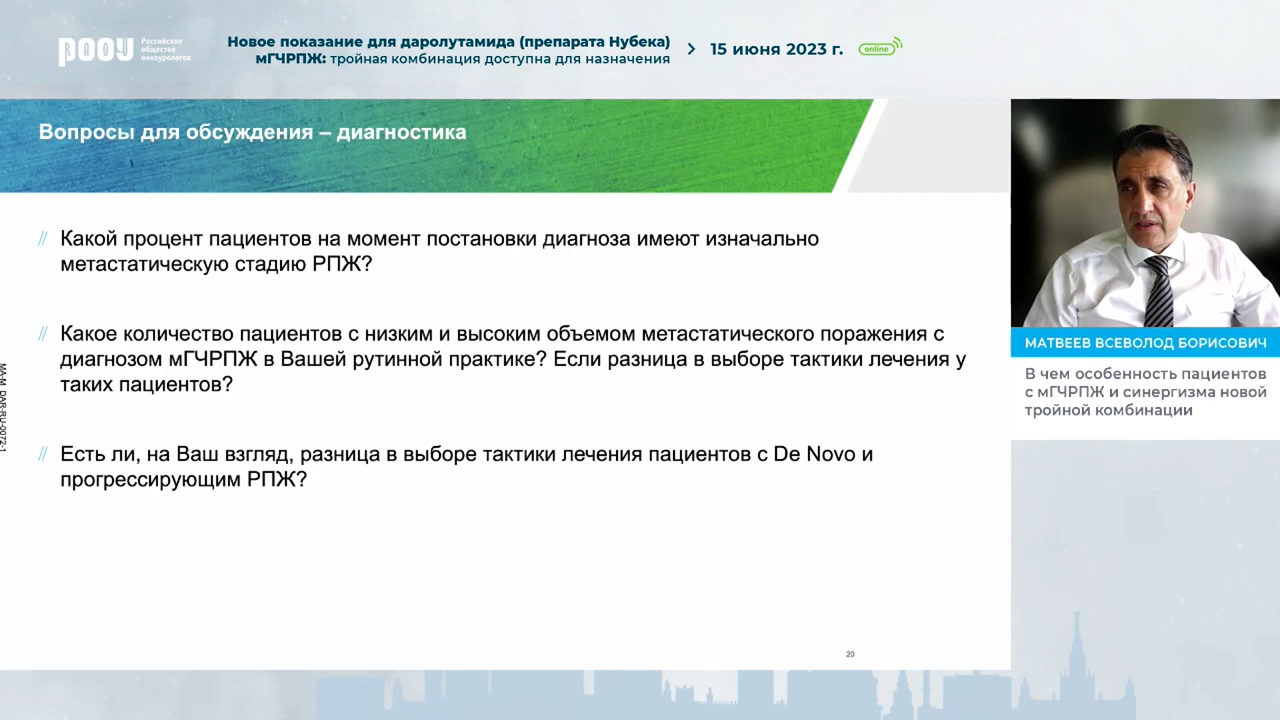 РООУ
Российское
общество
онкоурологов
Новое показание для даролутамида (препарата Нубека)
мГЧРПЖ: тройная комбинация доступна для назначения
15 июня 2023 г.
online
Вопросы для обсуждения – диагностика
// Какой процент пациентов на момент постановки диагноза имеют изначально
метастатическую стадию РПЖ?
// Какое количество пациентов с низким и высоким объемом метастатического поражения с
диагнозом мГЧРПЖ в Вашей рутинной практике? Если разница в выборе тактики лечения у
таких пациентов?
// Есть ли, на Ваш взгляд, разница в выборе тактики лечения пациентов с De Novo и
прогрессирующим РПЖ?
20
МАТВЕЕВ ВСЕВОЛОД БОРИСОВИЧ
В чем особенность пациентов
с мГЧРПЖ и синергизма новой
тройной комбинации